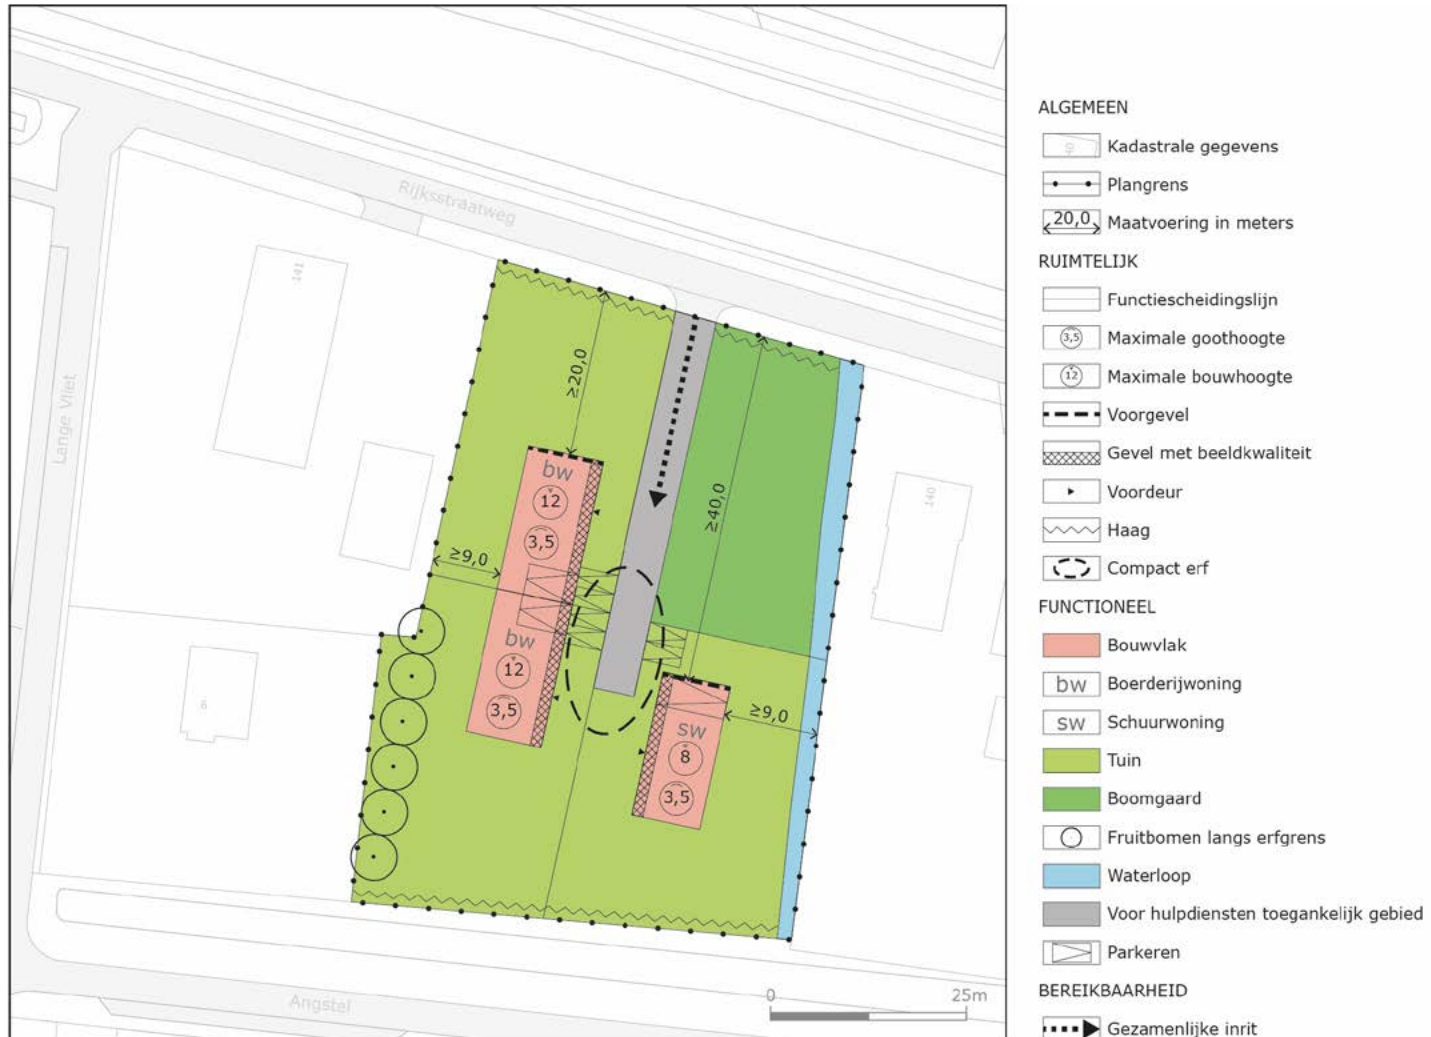 Rijksstraatweg
141
Lange Vliet
≥20,0
140
bw
12
≥40,0
3,5
≥9,0
bw
12
3,5
6
≥9,0
sw
8
3,5
Angstel
0 25m
ALGEMEEN
40 Kadastrale gegevens
Plangrens
20,0 Maatvoering in meters
RUIMTELIJK
Functiescheidingslijn
3,5 Maximale goothoogte
12 Maximale bouwhoogte
Voorgevel
Gevel met beeldkwaliteit
Voordeur
Haag
Compact erf
FUNCTIONEEL
Bouwvlak
bw Boerderijwoning
sw Schuurwoning
Tuin
Boomgaard
Fruitbomen langs erfgrens
Waterloop
Voor hulpdiensten toegankelijk gebied
Parkeren
BEREIKBAARHEID
Gezamenlijke inrit